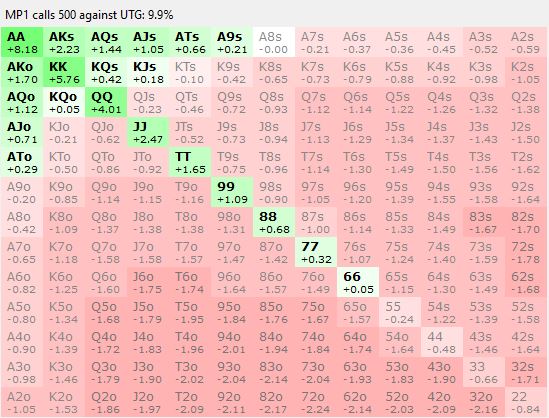 MP1 calls 500 against UTG: 9.9%
AA AKs AQs AJs ATs A9s A8s A7s A6s A5s A4s A3s A2s
+8.18 +2.23 +1.44 +1.05 +0.66 +0.21 -0.00 -0.21 -0.37 -0.36 -0.45 -0.52 -0.59
AKo KK KQs KJs KTs K9s K8s K7s K6s K5s K4s K3s K2s
+1.70 +5.76 +0.42 +0.18 -0.10 -0.42 -0.65 -0.73 -0.79 -0.88 -0.92 -0.98 -1.05
AQo KQo QQ QJs QTs Q9s Q8s Q7s Q6s Q5s Q4s Q3s Q2s
+1.12 +0.05 +4.01 -0.23 -0.46 -0.72 -0.93 -1.12 -1.14 -1.22 -1.26 -1.32 -1.38
AJo KJo QJo JJ JTs J9s J8s J7s J6s J5s J4s J3s J2s
+0.71 -0.21 -0.62 +2.47 -0.52 -0.73 -0.94 -1.13 -1.29 -1.34 -1.37 -1.43 -1.50
ATo KTo QTo JTo TT T9s T8s T7s T6s T5s T4s T3s T2s
+0.29 -0.50 -0.86 -0.92 +1.65 -0.75 -0.96 -1.14 -1.30 -1.49 -1.50 -1.56 -1.62
A9o K9o Q9o J9o T9o 99 98s 97s 96s 95s 94s 93s 92s
-0.20 -0.85 -1.14 -1.15 -1.16 +1.09 -0.90 -1.05 -1.20 -1.39 -1.55 -1.58 -1.64
A8o K8o Q8o J8o T8o 98o 88 87s 86s 85s 84s 83s 82s
-0.42 -1.09 -1.37 -1.38 -1.38 -1.31 +0.68 -1.00 -1.14 -1.33 -1.49 -1.67 -1.70
A7o K7o Q7o J7o T7o 97o 87o 77 76s 75s 74s 73s 72s
-0.65 -1.18 -1.58 -1.58 -1.57 -1.47 -1.42 +0.32 -1.07 -1.24 -1.40 -1.59 -1.78
A6o K6o Q6o J6o T6o 96o 86o 76o 66 65s 64s 63s 62s
-0.82 -1.25 -1.60 -1.75 -1.74 -1.64 -1.57 -1.49 +0.05 -1.15 -1.30 -1.49 -1.68
A5o K5o Q5o J5o T5o 95o 85o 75o 65o 55 54s 53s 52s
-0.80 -1.34 -1.68 -1.79 -1.95 -1.84 -1.76 -1.67 -1.57 -0.24 -1.22 -1.39 -1.58
A4o K4o Q4o J4o T4o 94o 84o 74o 64o 54o 44 43s 42s
-0.90 -1.39 -1.72 -1.83 -1.96 -2.01 -1.94 -1.84 -1.74 -1.64 -0.48 -1.46 -1.64
A3o K3o Q3o J3o T3o 93o 83o 73o 63o 53o 43o 33 32s
-0.98 -1.46 -1.79 -1.90 -2.02 -2.04 -2.14 -2.04 -1.93 -1.83 -1.90 -0.66 -1.71
A2o K2o Q2o J2o T2o 92o 82o 72o 62o 52o 42o 32o 22
-1.05 -1.53 -1.86 -1.97 -2.09 -2.11 -2.17 -2.24 -2.14 -2.03 -2.09 -2.16 -0.84